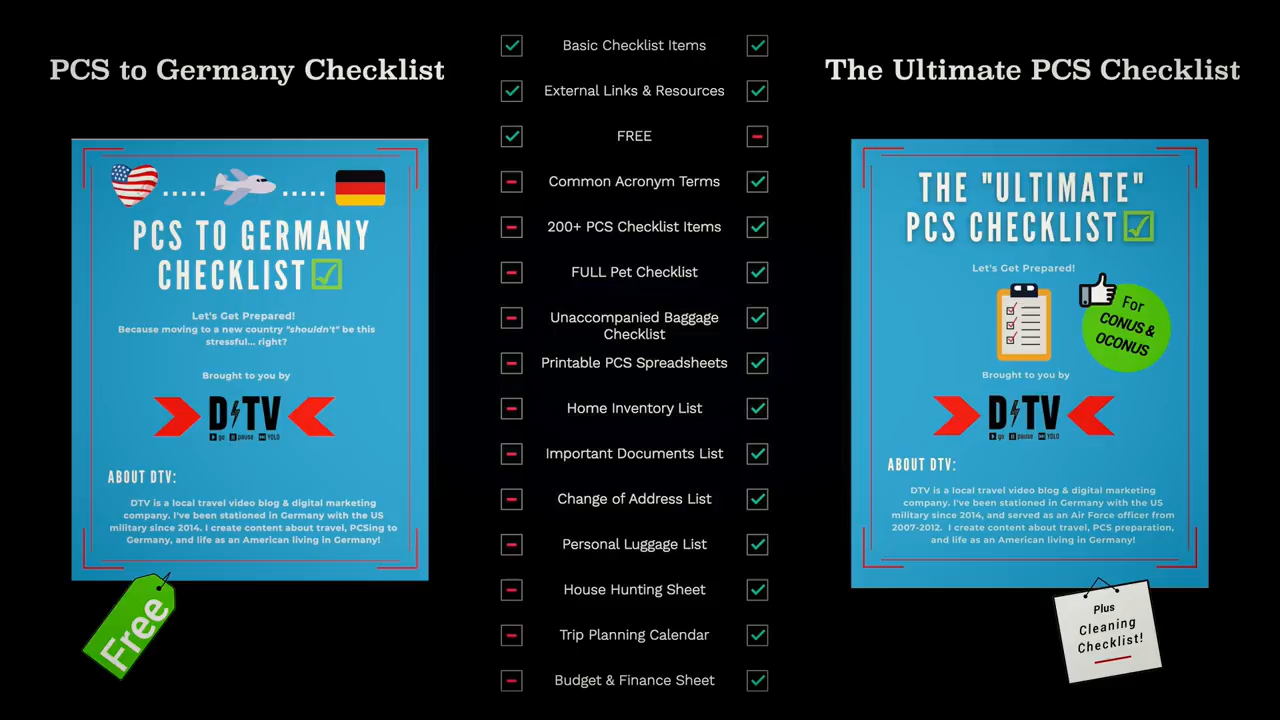 PCS to Germany Checklist
PCS TO GERMANY
CHECKLIST
Let's Get Prepared!
Because moving to a new country "shouldn't" be this
stressful... right?
Brought to you by
DTV
go pause YOLO
ABOUT DTV:
DTV is a local travel video blog & digital marketing
company. I've been stationed in Germany with the US
military since 2014. I create content about travel, PCSing to
Germany, and life as an American living in Germany!
Free
Basic Checklist Items
External Links & Resources
FREE
Common Acronym Terms
200+ PCS Checklist Items
FULL Pet Checklist
Unaccompanied Baggage
Checklist
Printable PCS Spreadsheets
Home Inventory List
Important Documents List
Change of Address List
Personal Luggage List
House Hunting Sheet
Trip Planning Calendar
Budget & Finance Sheet
The Ultimate PCS Checklist
THE "ULTIMATE"
PCS CHECKLIST
Let's Get Prepared!
For
CONUS &
OCONUS
Brought to you by
DTV
go pause YOLO
ABOUT DTV:
DTV is a local travel video blog & digital marketing
company. I've been stationed in Germany with the US
military since 2014, and served as an Air Force officer from
2007-2012. I create content about travel, PCS preparation,
and life as an American living in Germany!
Plus
Cleaning
Checklist!